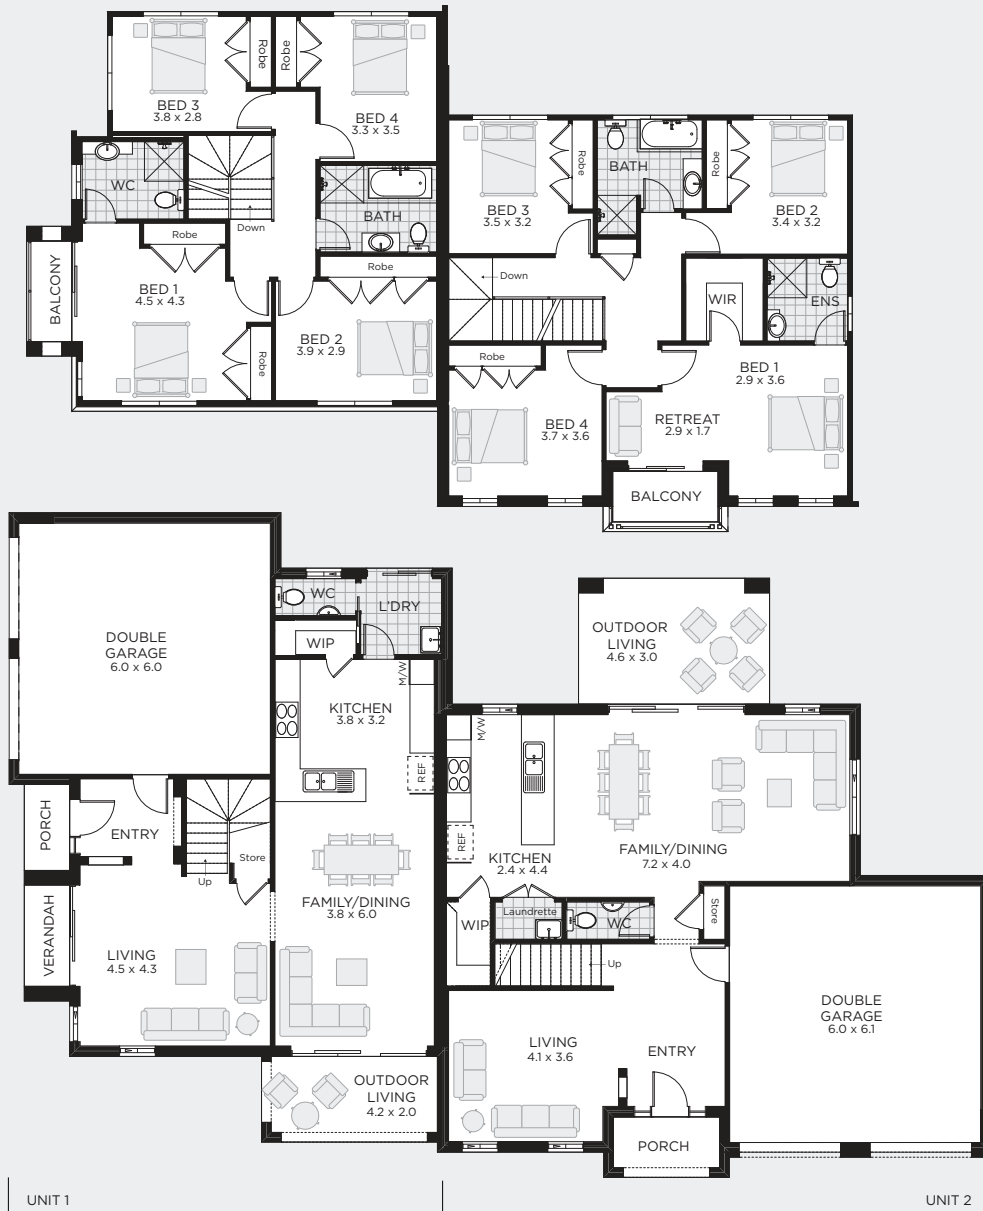 BED 3
3.8 x 2.8
Robe
Robe
BED 4
3.3 x 3.5
WC
Down
BATH
Robe
Robe
BALCONY
BED 1
4.5 x 4.3
BED 2
3.9 x 2.9
Robe
BED 3
3.5 x 3.2
Robe
BATH
Robe
BED 2
3.4 x 3.2
Down
WIR
ENS
Robe
BED 1
2.9 x 3.6
BED 4
3.7 x 3.6
RETREAT
2.9 x 1.7
BALCONY
DOUBLE
GARAGE
6.0 x 6.0
WC
L'DRY
WIP
M/W
KITCHEN
3.8 x 3.2
REF
PORCH
ENTRY
Store
Up
VERANDAH
FAMILY/DINING
3.8 x 6.0
LIVING
4.5 x 4.3
OUTDOOR
LIVING
4.2 x 2.0
OUTDOOR
LIVING
4.6 x 3.0
M/W
REF
KITCHEN
2.4 x 4.4
FAMILY/DINING
7.2 x 4.0
WIP
Laundrette
WC
Store
Up
LIVING
4.1 x 3.6
ENTRY
DOUBLE
GARAGE
6.0 x 6.1
PORCH
UNIT 1
UNIT 2